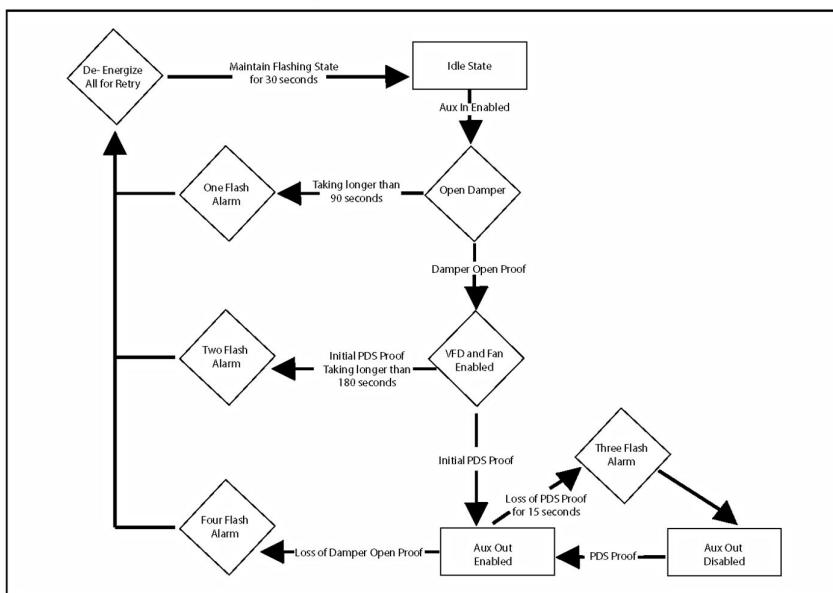 De- Energize
All for Retry
Maintain Flashing State
for 30 seconds
Idle State
Aux In Enabled
One Flash
Alarm
Taking longer than
90 seconds
Open Damper
Damper Open Proof
Two Flash
Alarm
Initial PDS Proof
Taking longer than
180 seconds
VFD and Fan
Enabled
Initial PDS Proof
Three Flash
Alarm
Loss of PDS Proof
for 15 seconds
Four Flash
Alarm
Loss of Damper Open Proof
Aux Out
Enabled
PDS Proof
Aux Out
Disabled